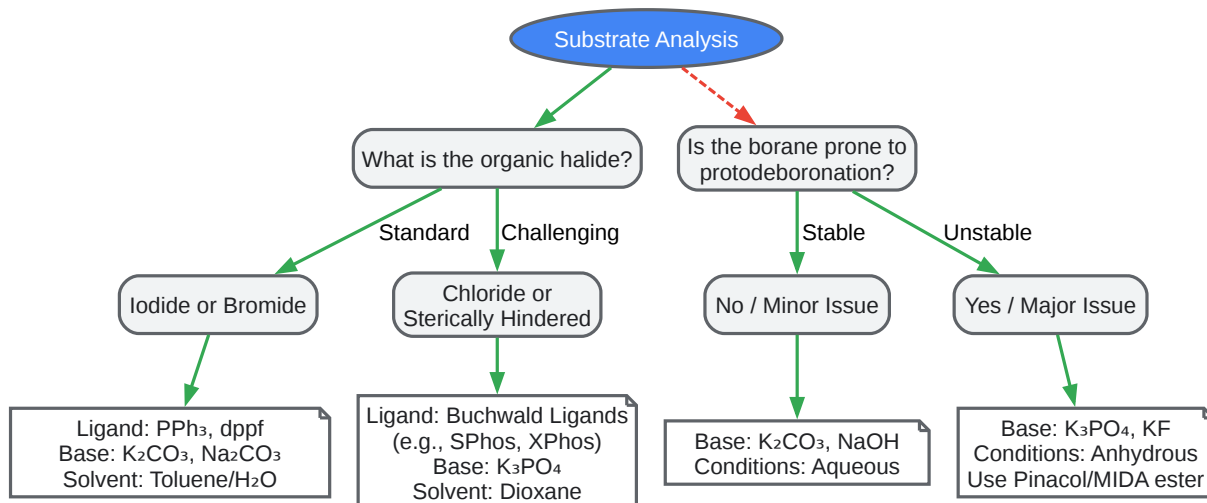 Substrate Analysis
What is the organic halide?
Is the borane prone to
protodeboronation?
Standard
Challenging
Stable
Unstable
Iodide or Bromide
Chloride or
Sterically Hindered
No / Minor Issue
Yes / Major Issue
Ligand: PPh₃, dppf
Base: K₂CO₃, Na₂CO₃
Solvent: Toluene/H₂O
Ligand: Buchwald Ligands
(e.g., SPhos, XPhos)
Base: K₃PO₄
Solvent: Dioxane
Base: K₂CO₃, NaOH
Conditions: Aqueous
Base: K₃PO₄, KF
Conditions: Anhydrous
Use Pinacol/MIDA ester